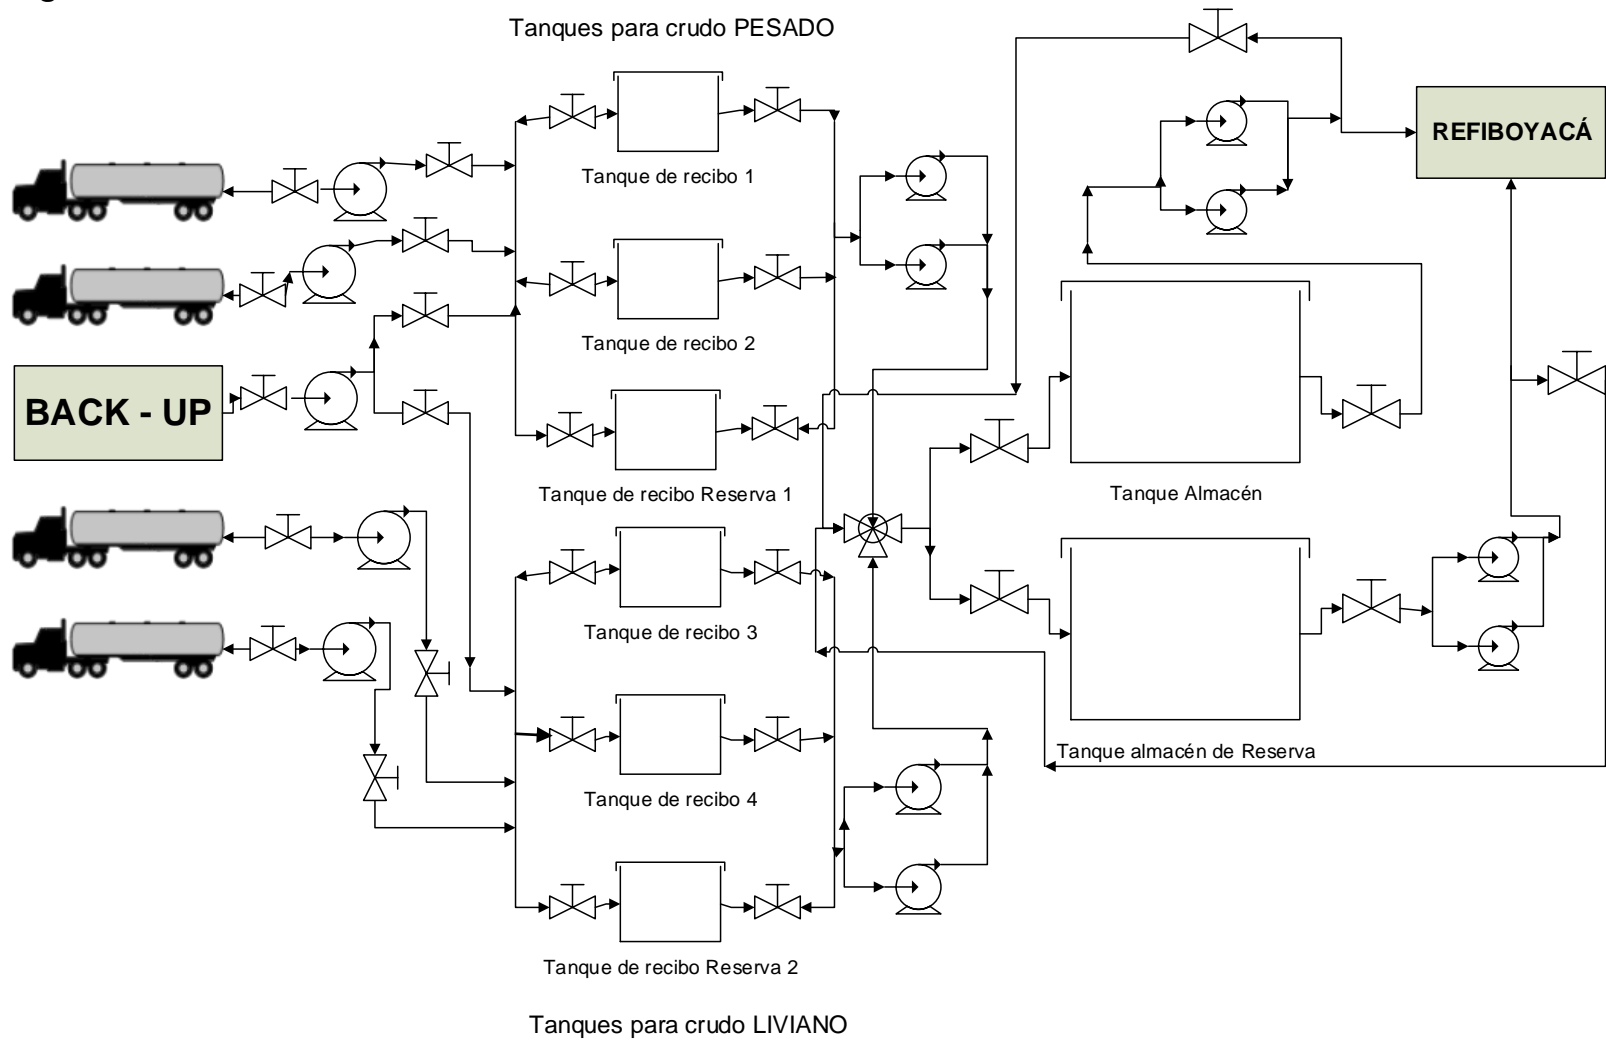 Tanques para crudo PESADO
REFIBOYACÁ
Tanque de recibo 1
Tanque de recibo 2
BACK - UP
Tanque de recibo Reserva 1
Tanque Almacén
Tanque de recibo 3
Tanque almacén de Reserva
Tanque de recibo 4
Tanque de recibo Reserva 2
Tanques para crudo LIVIANO